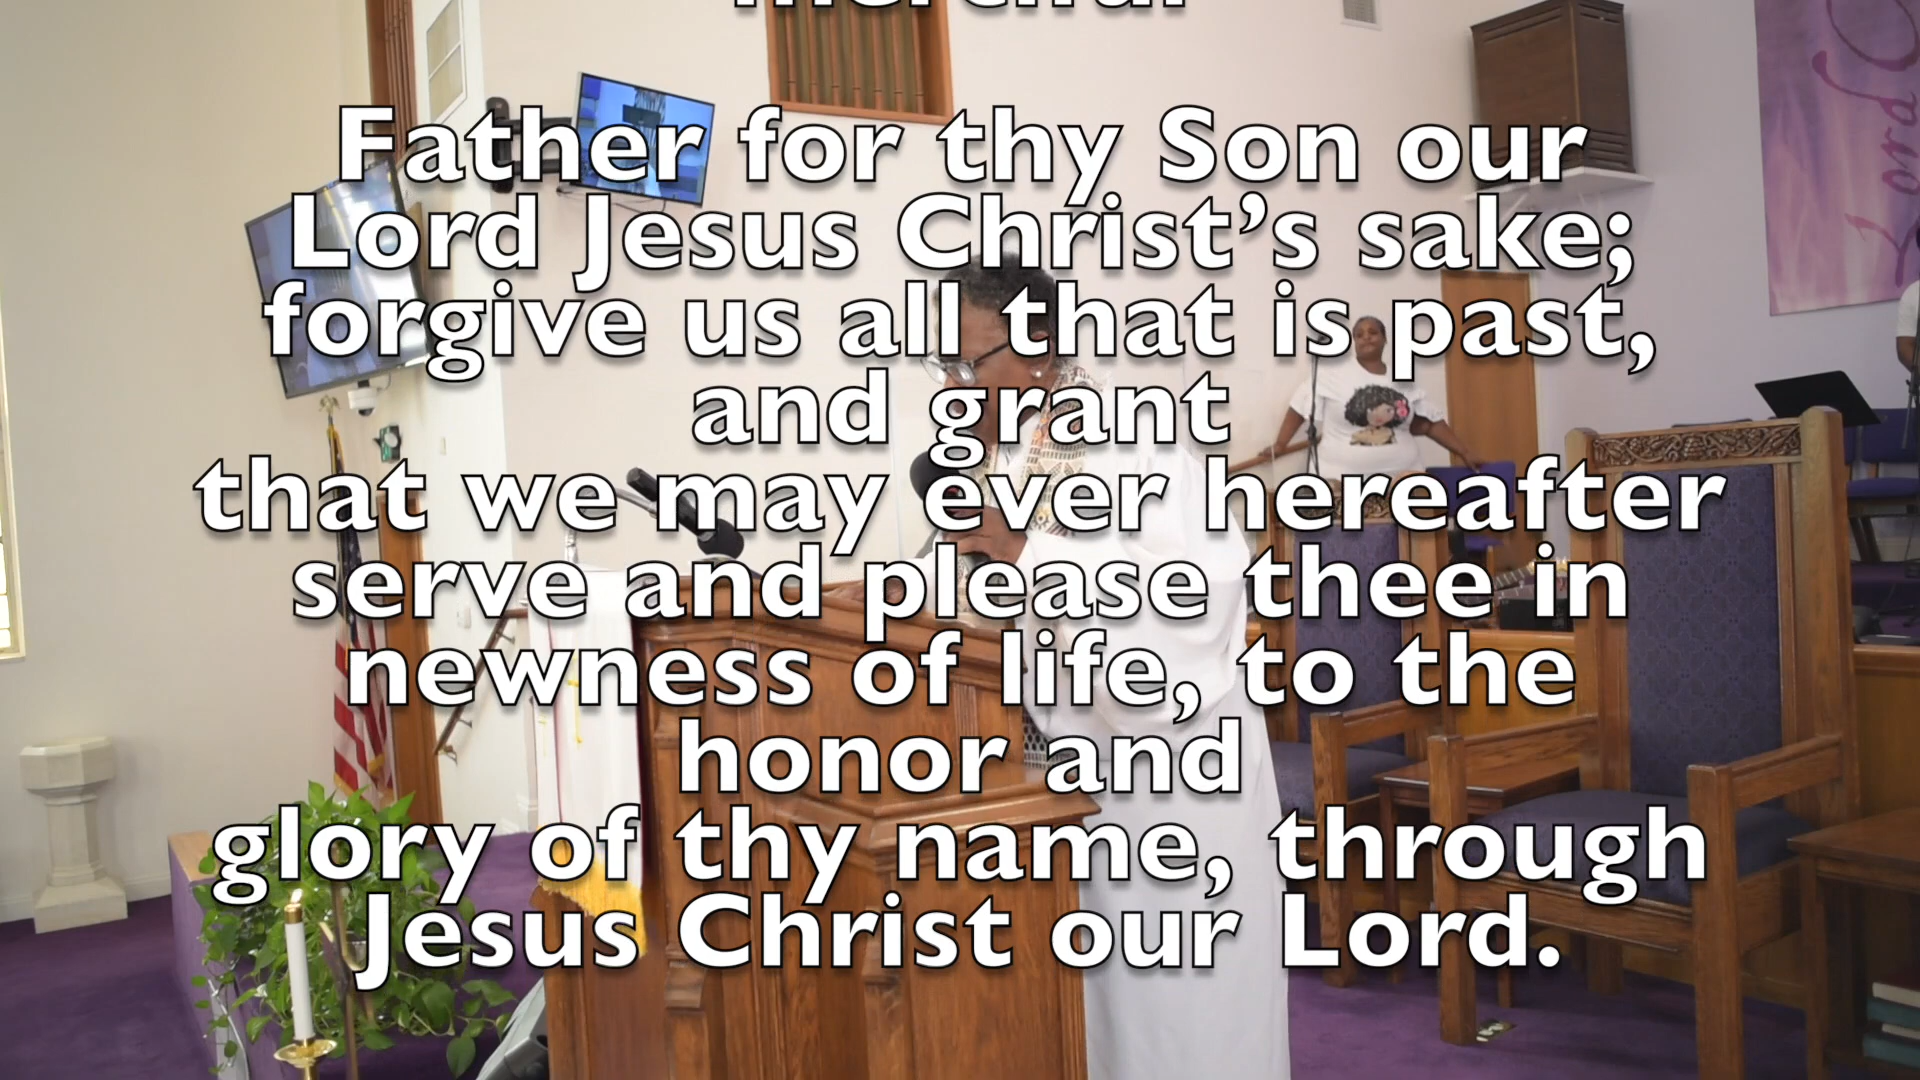 merciful
Father for thy Son our
Lord Jesus Christ’s sake;
forgive us all that is past,
and grant
that we may ever hereafter
serve and please thee in
newness of life, to the
honor and
glory of thy name, through
Jesus Christ our Lord.
Lord